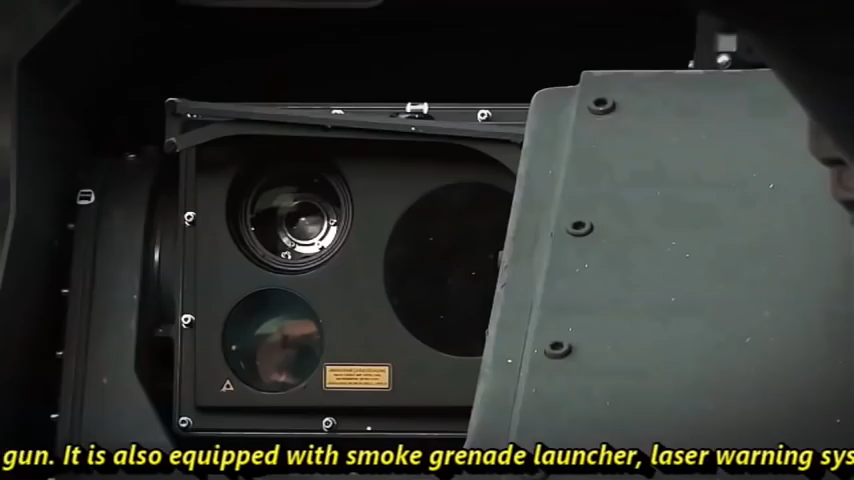 gun. It is also equipped with smoke grenade launcher, laser warning sys